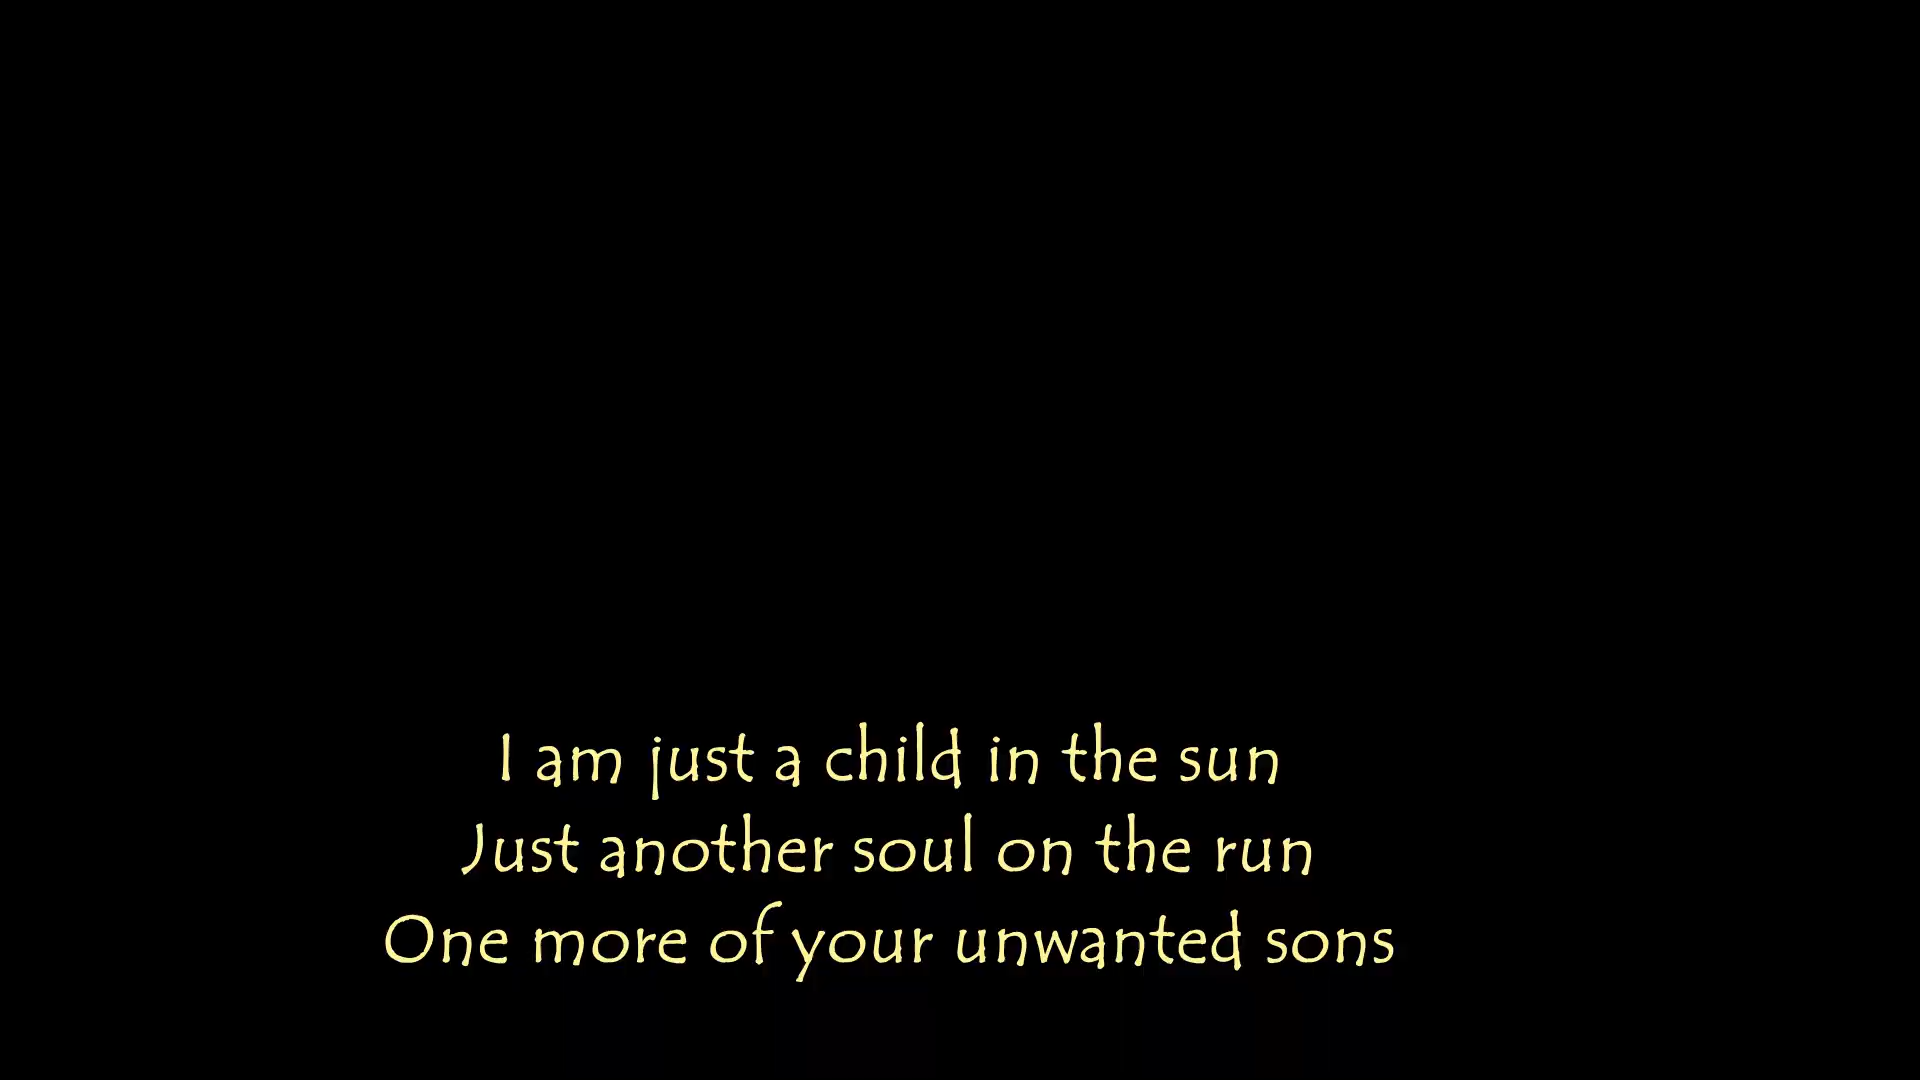 I am just a child in the sun
Just another soul on the run
One more of your unwanted sons